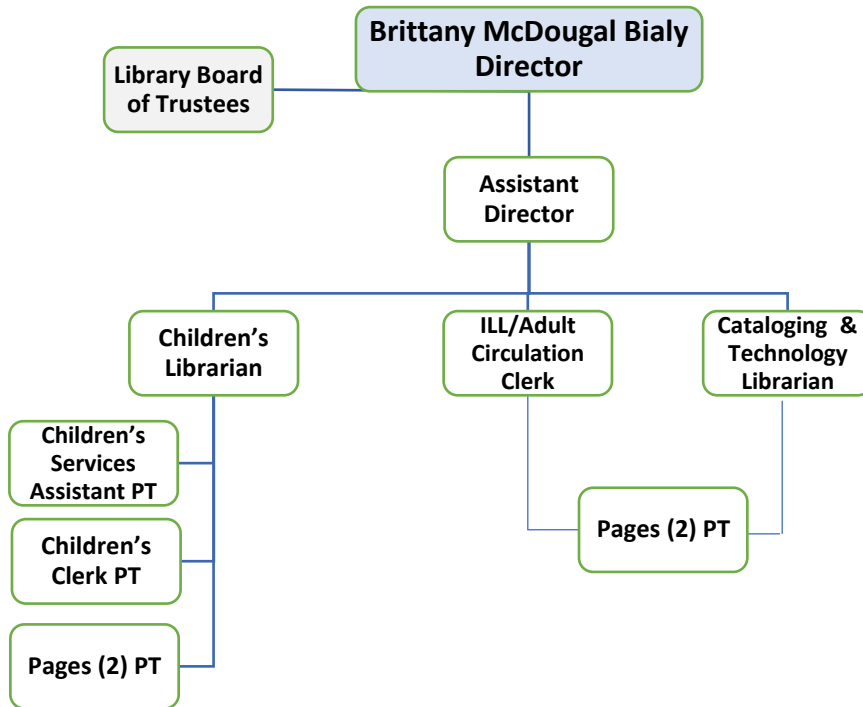 Brittany McDougal Bialy
Director
Library Board
of Trustees
Assistant
Director
Children’s
Librarian
ILL/Adult
Circulation
Clerk
Cataloging &
Technology
Librarian
Children’s
Services
Assistant PT
Children’s
Clerk PT
Pages (2) PT
Pages (2) PT